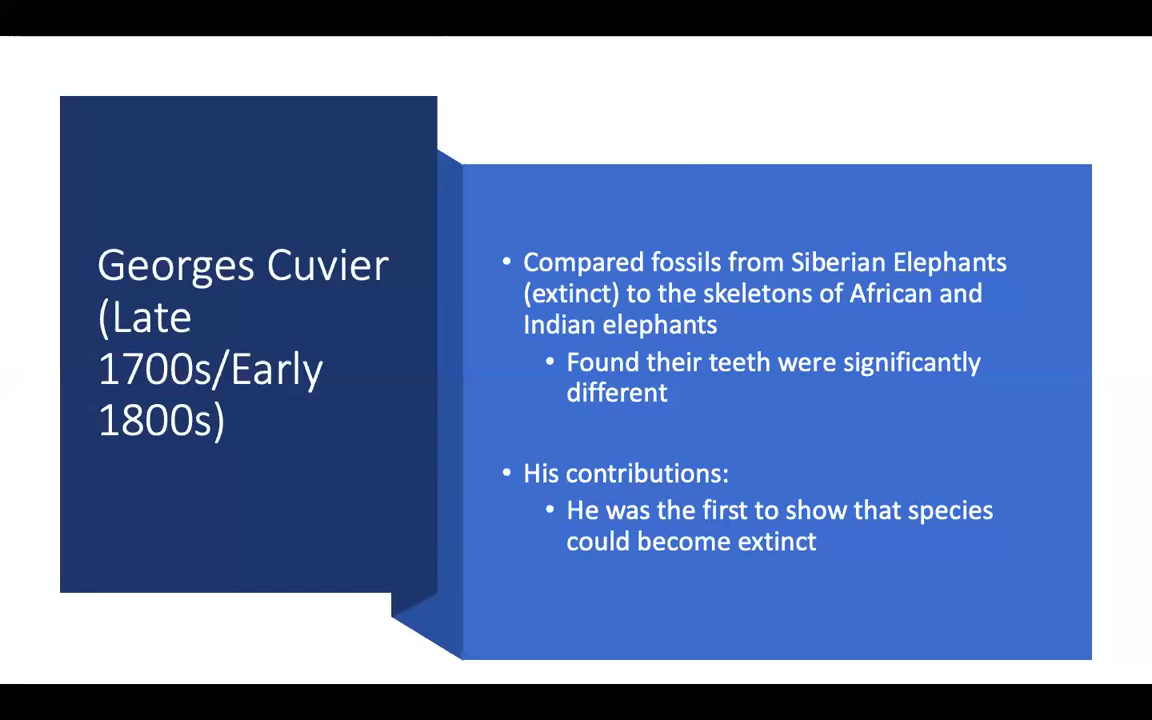 Georges Cuvier
(Late
1700s/Early
1800s)
• Compared fossils from Siberian Elephants
(extinct) to the skeletons of African and
Indian elephants
• Found their teeth were significantly
different
• His contributions:
• He was the first to show that species
could become extinct